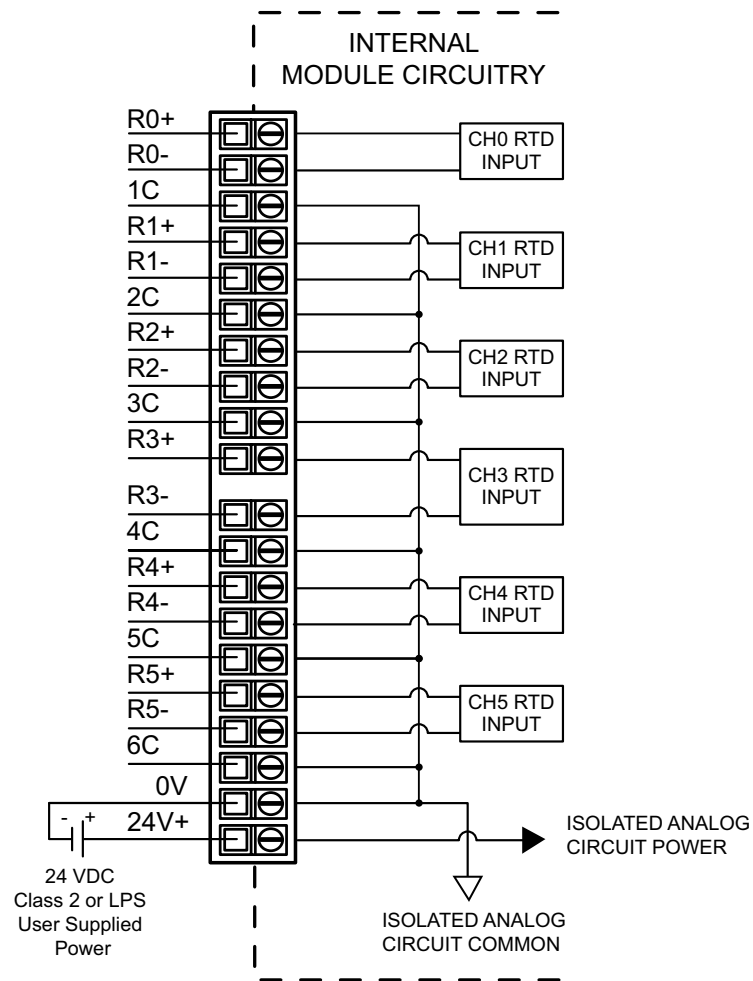 INTERNAL
MODULE CIRCUITRY
R0+
R0-
1C
R1+
R1-
2C
R2+
R2-
3C
R3+
R3-
4C
R4+
R4-
5C
R5+
R5-
6C
0V
24V+
- +
24 VDC
Class 2 or LPS
User Supplied
Power
CH0 RTD
INPUT
CH1 RTD
INPUT
CH2 RTD
INPUT
CH3 RTD
INPUT
CH4 RTD
INPUT
CH5 RTD
INPUT
ISOLATED ANALOG
CIRCUIT POWER
ISOLATED ANALOG
CIRCUIT COMMON